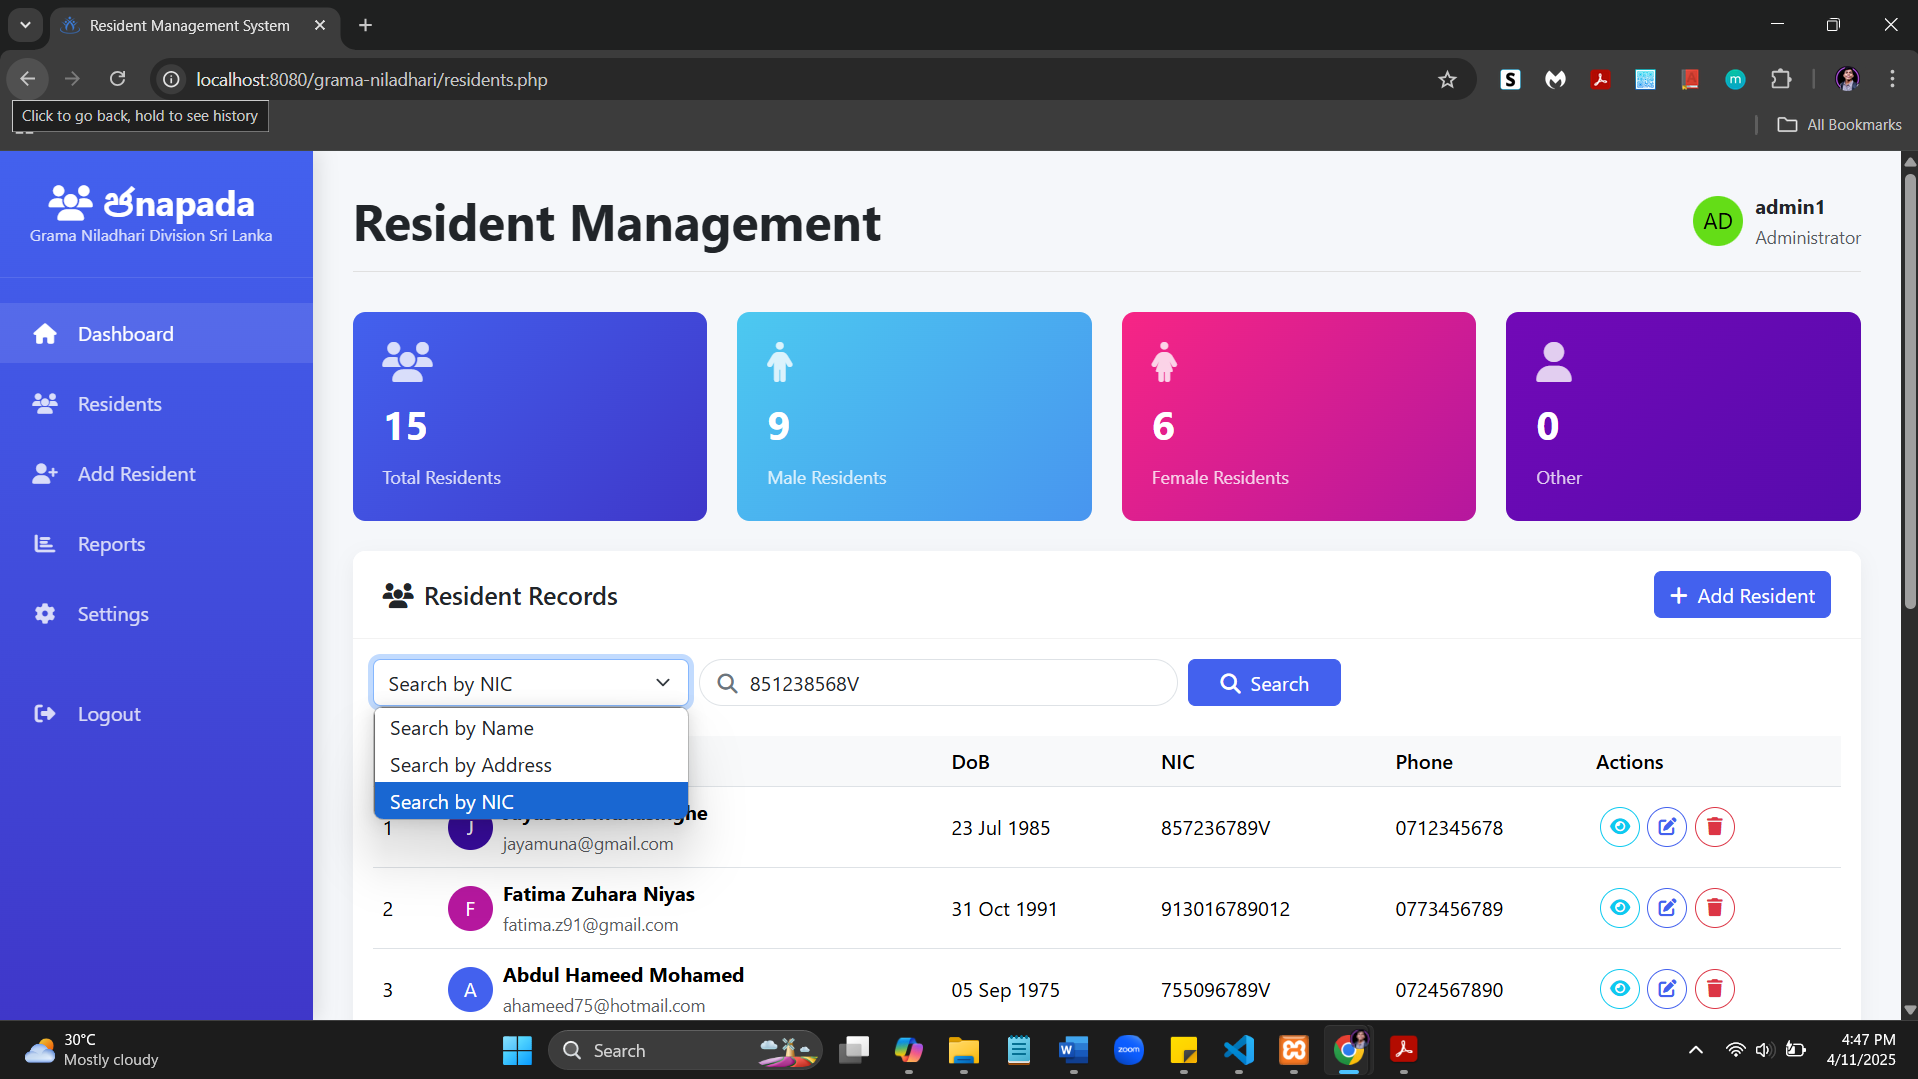 Resident Management System
localhost:8080/grama-niladhari/residents.php
Click to go back, hold to see history
All Bookmarks
ජnapada
Grama Niladhari Division Sri Lanka
Dashboard
Residents
Add Resident
Reports
Settings
Logout
Resident Management
AD
admin1
Administrator
15
Total Residents
9
Male Residents
6
Female Residents
0
Other
Resident Records
Add Resident
Search by NIC
851238568V
Search
Search by Name
Search by Address
Search by NIC
DoB NIC Phone Actions
1 J 23 Jul 1985 857236789V 0712345678
jayamuna@gmail.com
2 F Fatima Zuhara Niyas 31 Oct 1991 913016789012 0773456789
fatima.z91@gmail.com
3 A Abdul Hameed Mohamed 05 Sep 1975 755096789V 0724567890
ahameed75@hotmail.com
30°C
Mostly cloudy
Search
zoom
4:47 PM
4/11/2025